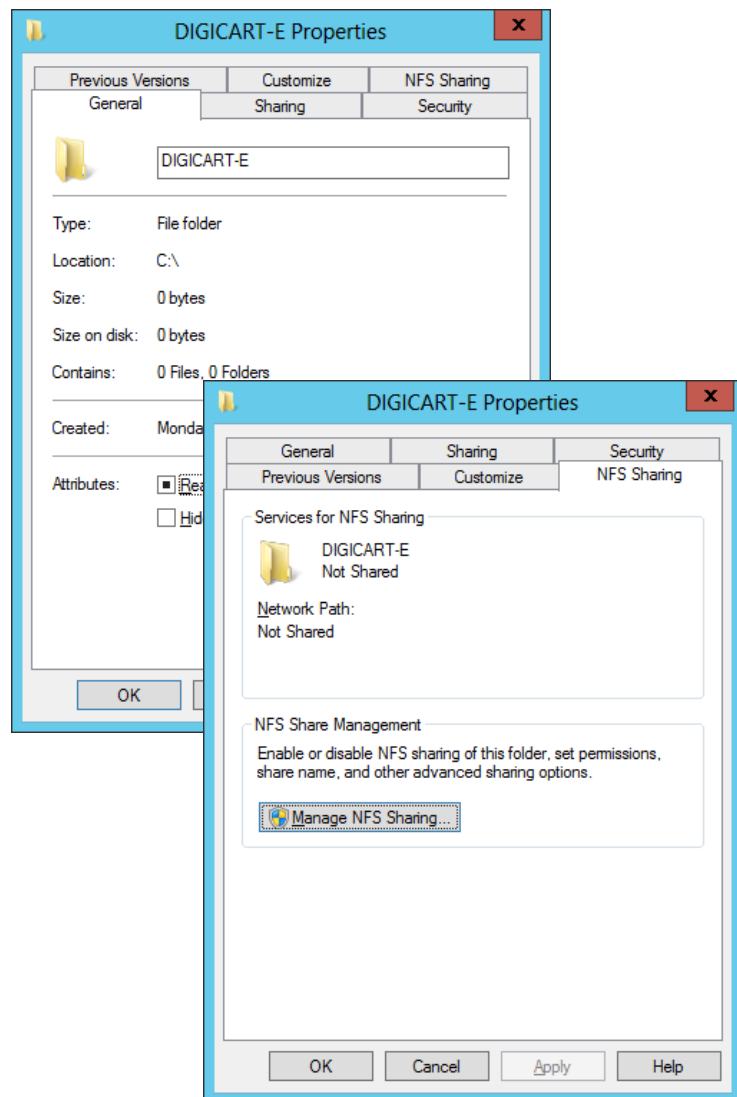 DIGICART-E Properties
x
Previous Versions Customize NFS Sharing
General Sharing Security
DIGICART-E
Type: File folder
Location: C:\
Size: 0 bytes
Size on disk: 0 bytes
Contains: 0 Files, 0 Folders
Created: Monda
Attributes: Rea
Hid
OK
DIGICART-E Properties
x
General Sharing Security
Previous Versions Customize NFS Sharing
Services for NFS Sharing
DIGICART-E
Not Shared
Network Path:
Not Shared
NFS Share Management
Enable or disable NFS sharing of this folder, set permissions,
share name, and other advanced sharing options.
Manage NFS Sharing...
OK Cancel Apply Help